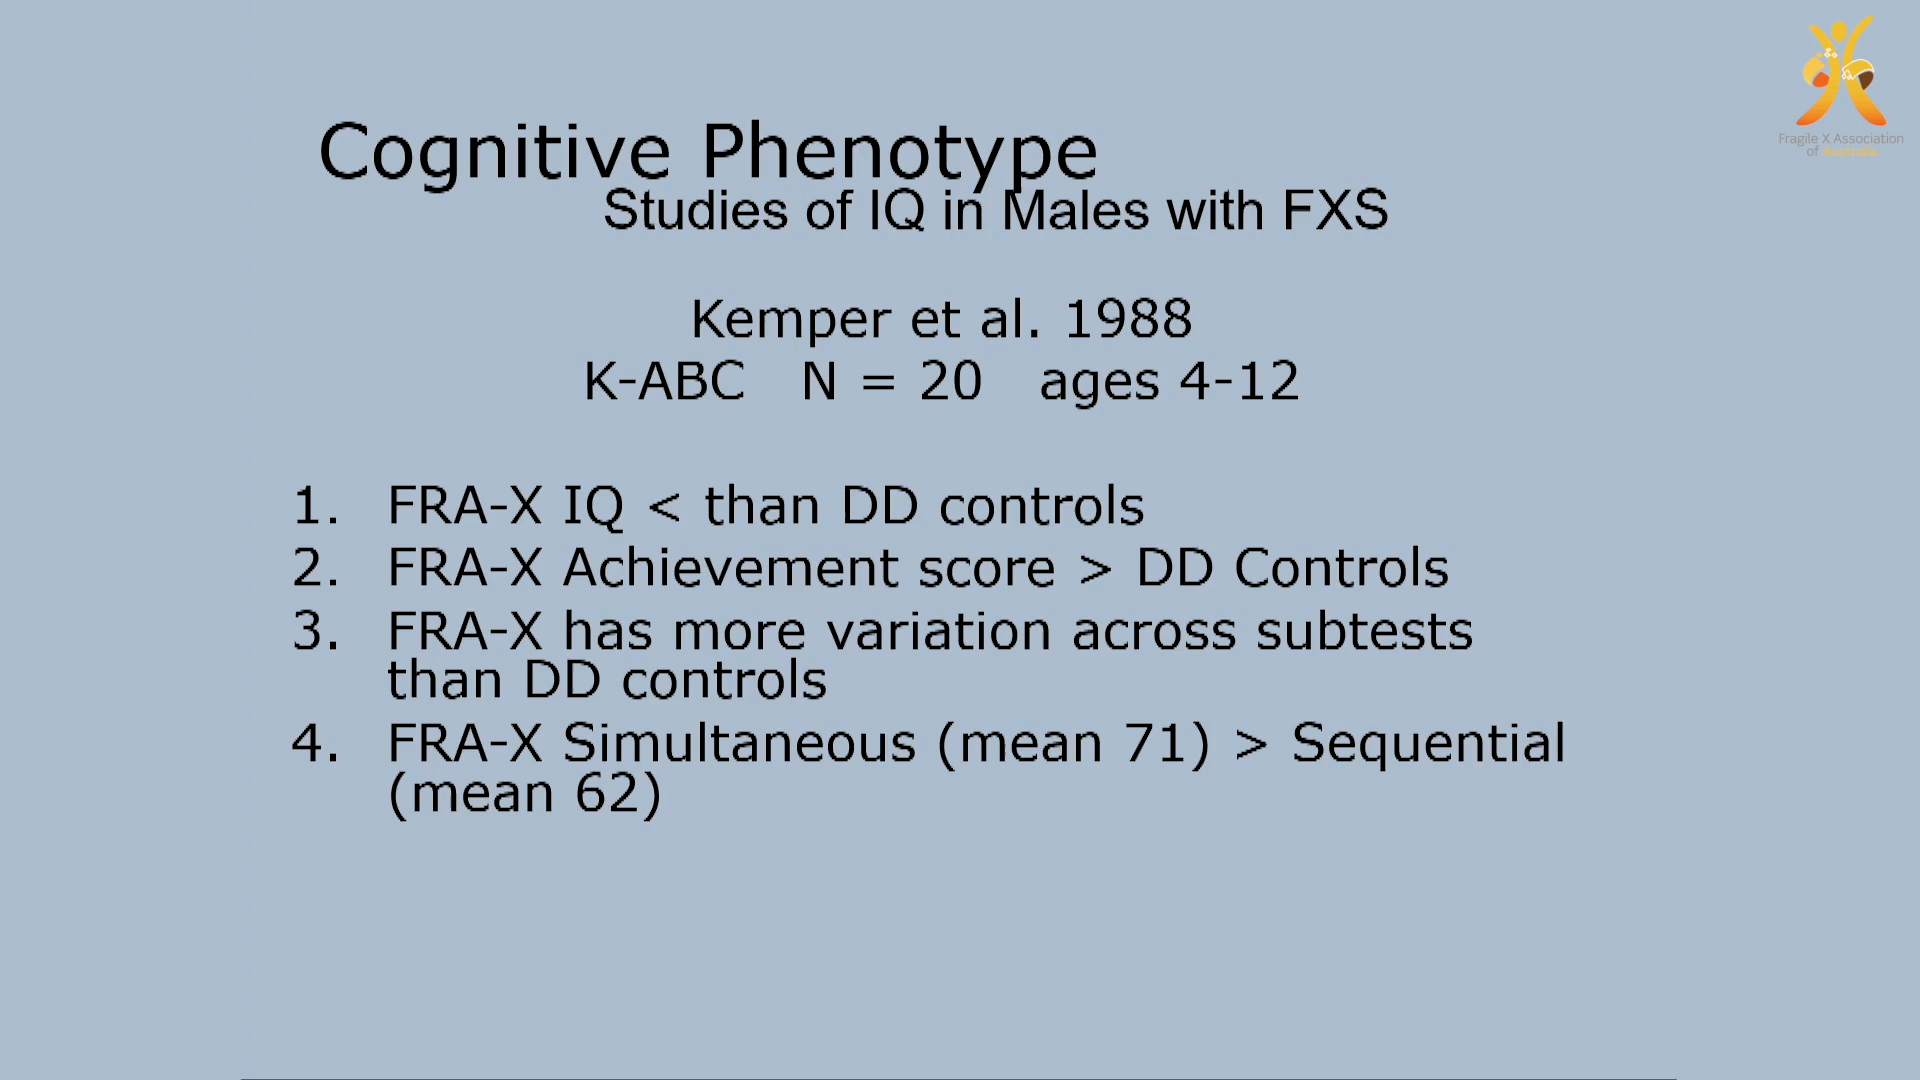 Fragile X Association
of Australia
Cognitive Phenotype
Studies of IQ in Males with FXS
Kemper et al. 1988
K-ABC N = 20 ages 4-12
1. FRA-X IQ < than DD controls
2. FRA-X Achievement score > DD Controls
3. FRA-X has more variation across subtests
than DD controls
4. FRA-X Simultaneous (mean 71) > Sequential
(mean 62)